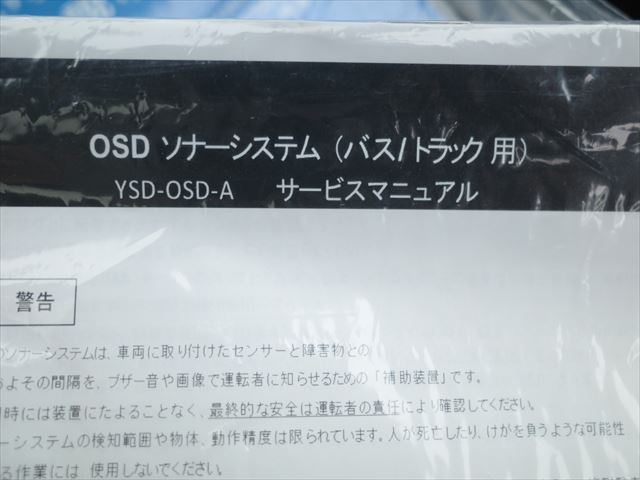 OSD ソナーシステム（バス/トラック 用）
YSD-OSD-A サービスマニュアル
警告
ソナーシステムは、車両に取り付けたセンサーと障害物との
およその間隔を、ブザー音や画像で運転者に知らせるための「補助装置」です。
時には装置にたよることなく、最終的な安全は運転者の責任により確認してください。
ーシステムの検知範囲や物体、動作精度は限られています。人が死亡したり、けがを負うような可能性
る作業には 使用しないでください。